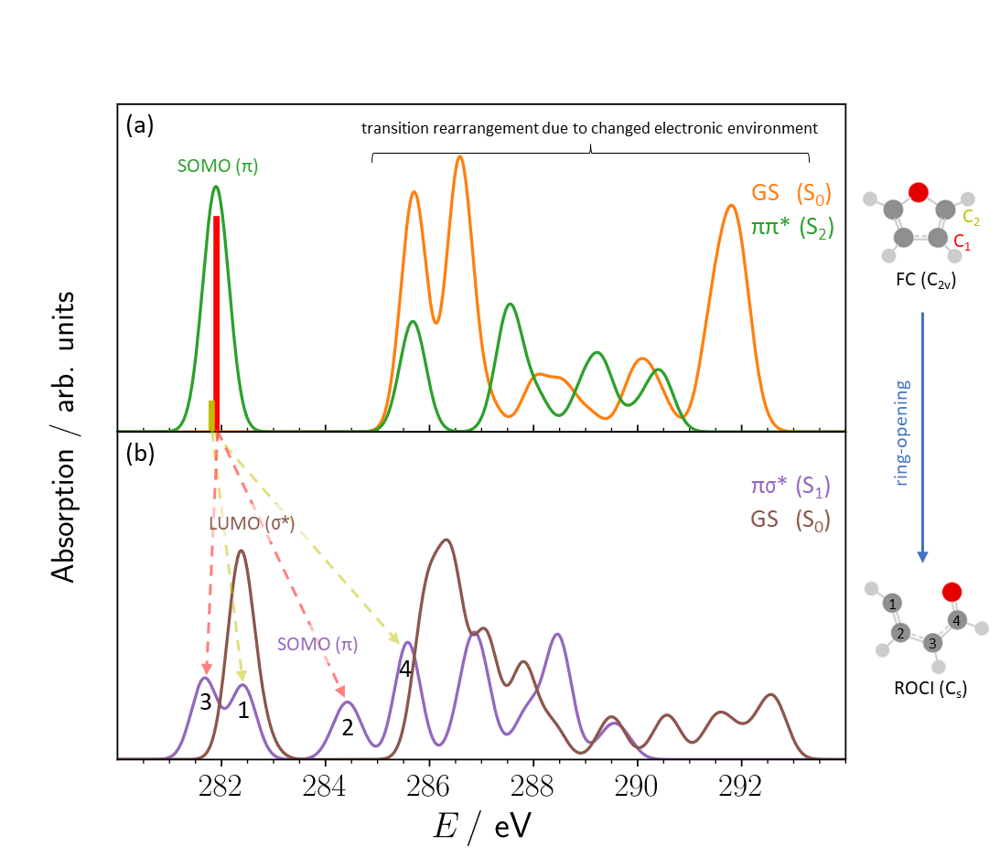 (a)
transition rearrangement due to changed electronic environment
SOMO (π)
GS (S₀)
ππ* (S₂)
C₂
C₁
FC (C₂ᵥ)
Absorption / arb. units
ring-opening
(b)
πσ* (S₁)
GS (S₀)
LUMO (σ*)
SOMO (π)
3
1
2
4
1
2
3
4
ROCI (Cₛ)
282
284
286
288
290
292
E / eV